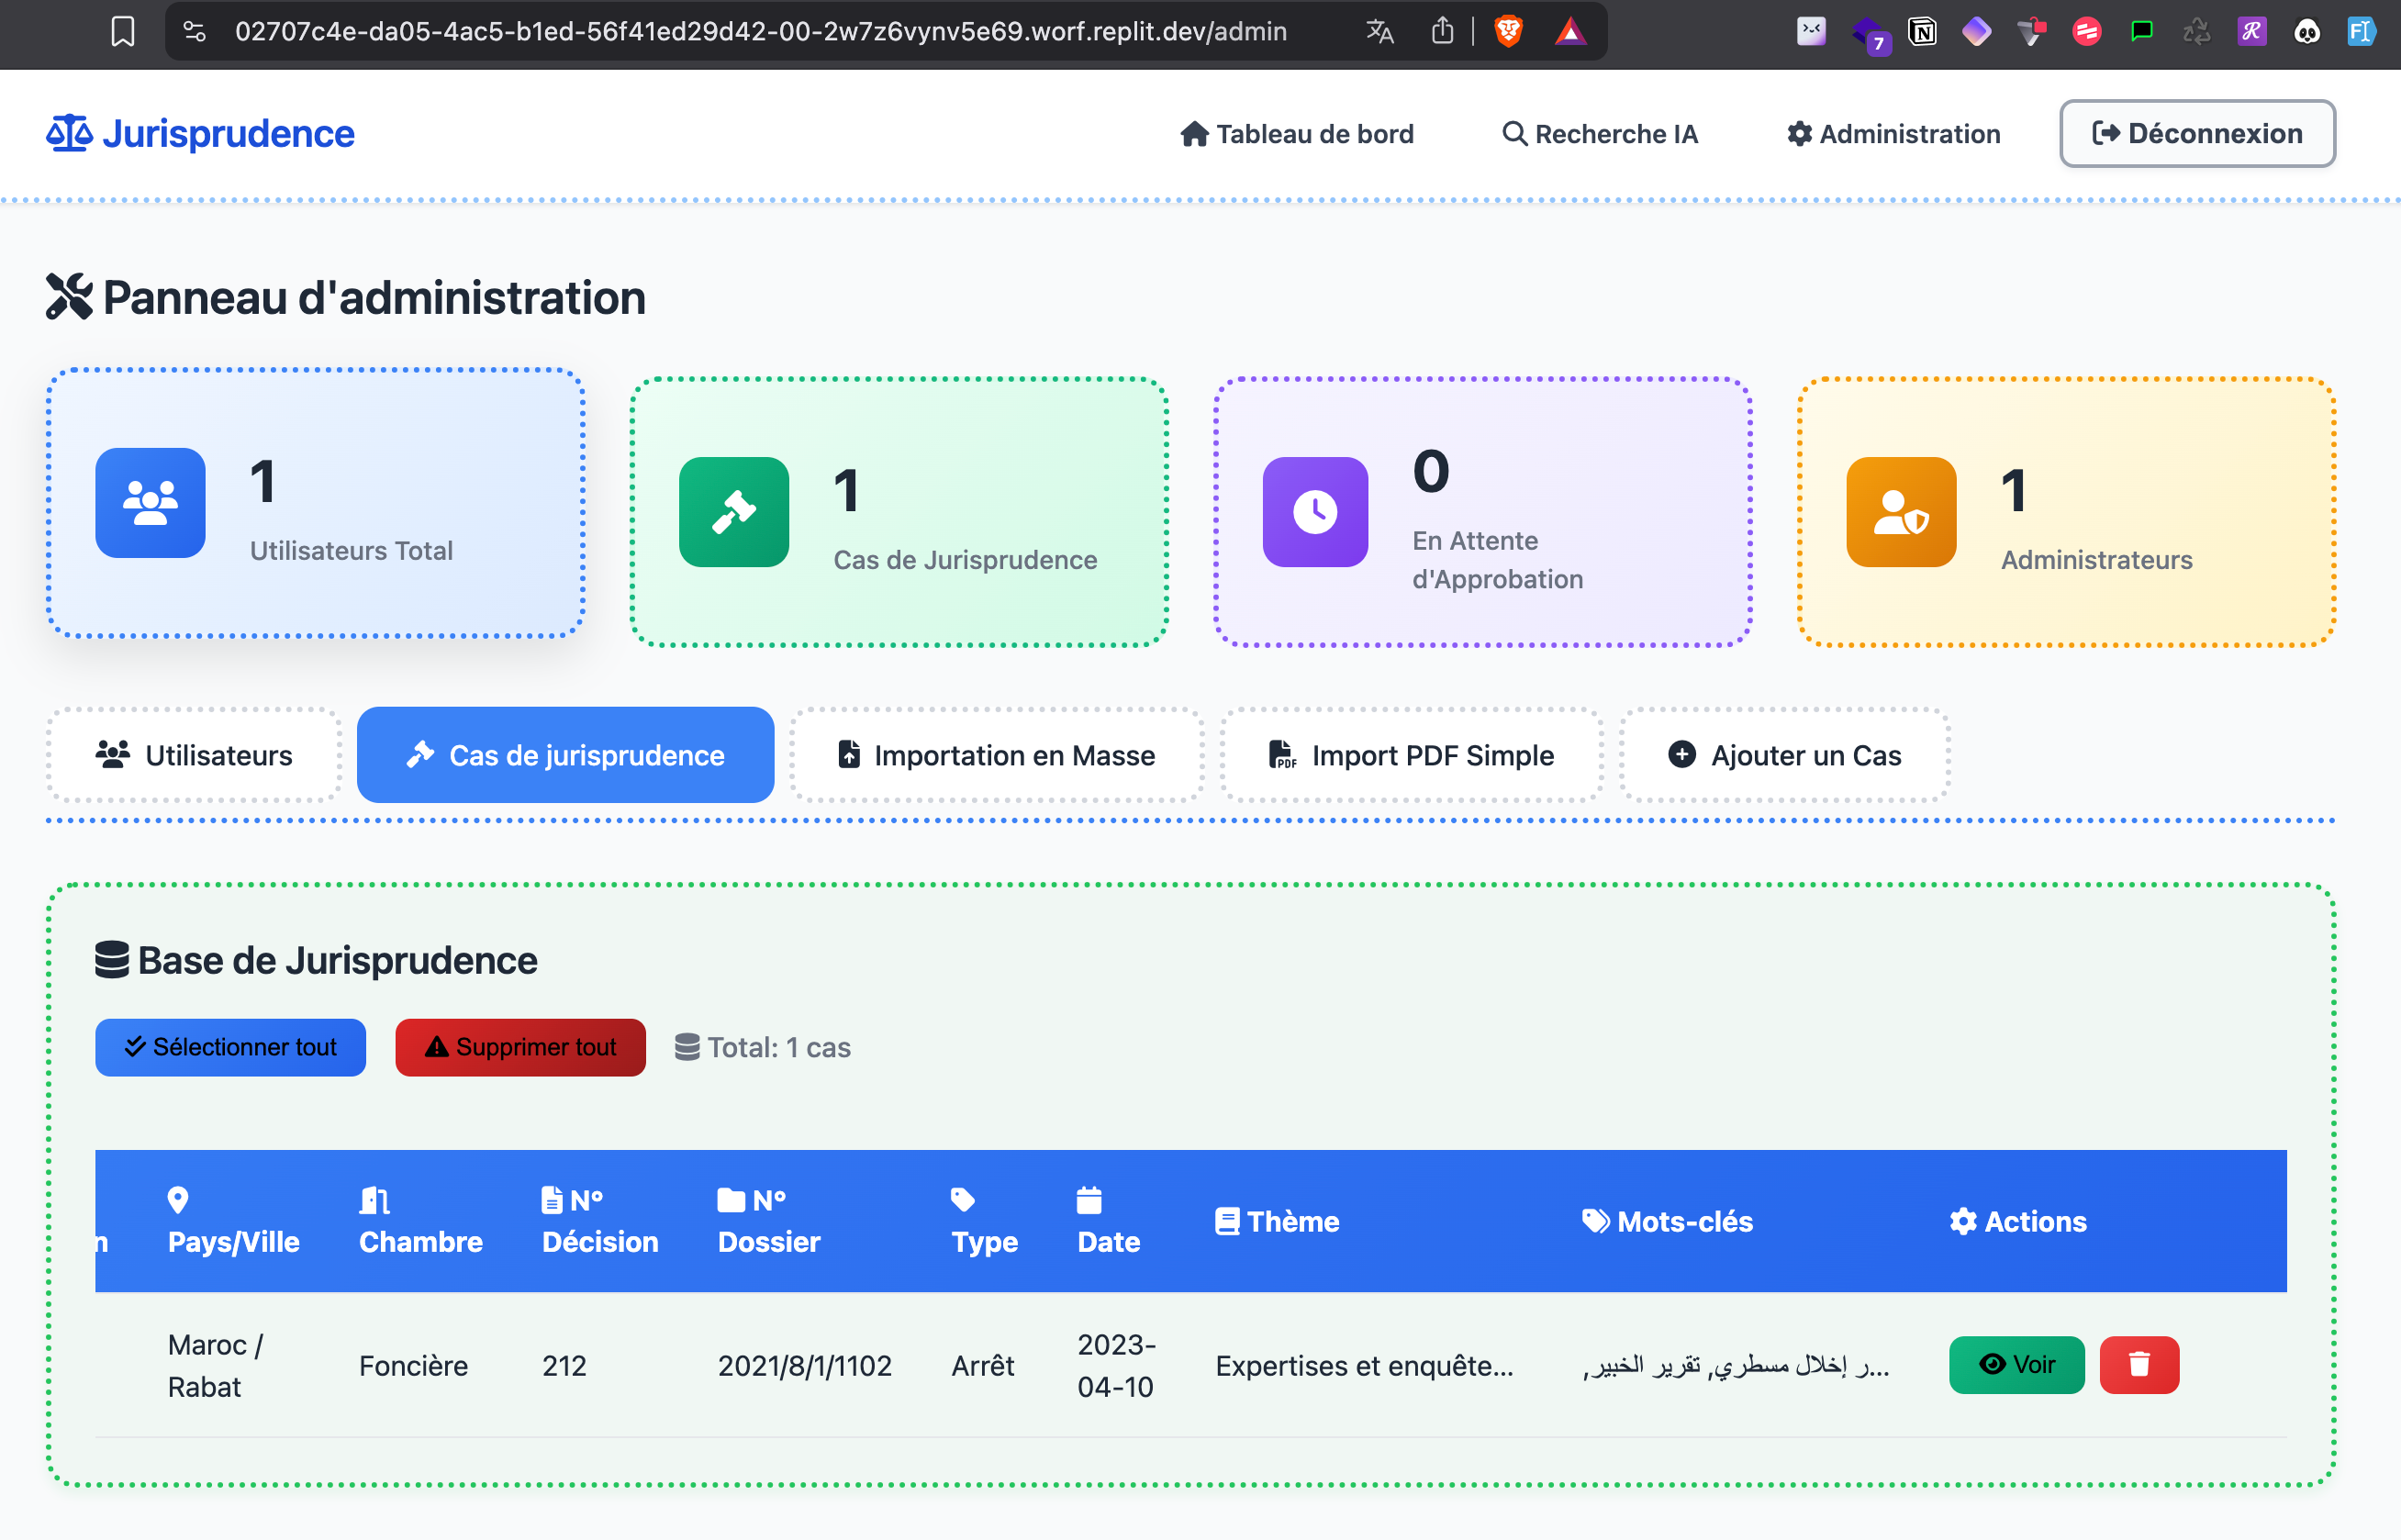 02707c4e-da05-4ac5-b1ed-56f41ed29d42-00-2w7z6vynv5e69.worf.replit.dev/admin
7
Jurisprudence
Tableau de bord
Recherche IA
Administration
Déconnexion
Panneau d'administration
1
Utilisateurs Total
1
Cas de Jurisprudence
0
En Attente
d'Approbation
1
Administrateurs
Utilisateurs
Cas de jurisprudence
Importation en Masse
PDF
Import PDF Simple
Ajouter un Cas
Base de Jurisprudence
Sélectionner tout
Supprimer tout
Total: 1 cas
n
Pays/Ville
Chambre
N°
Décision
N°
Dossier
Type
Date
Thème
Mots-clés
Actions
Maroc /
Rabat
Foncière
212
2021/8/1/1102
Arrêt
2023-
04-10
Expertises et enquête...
ر إخلال مسطري, تقرير الخبير,...
Voir